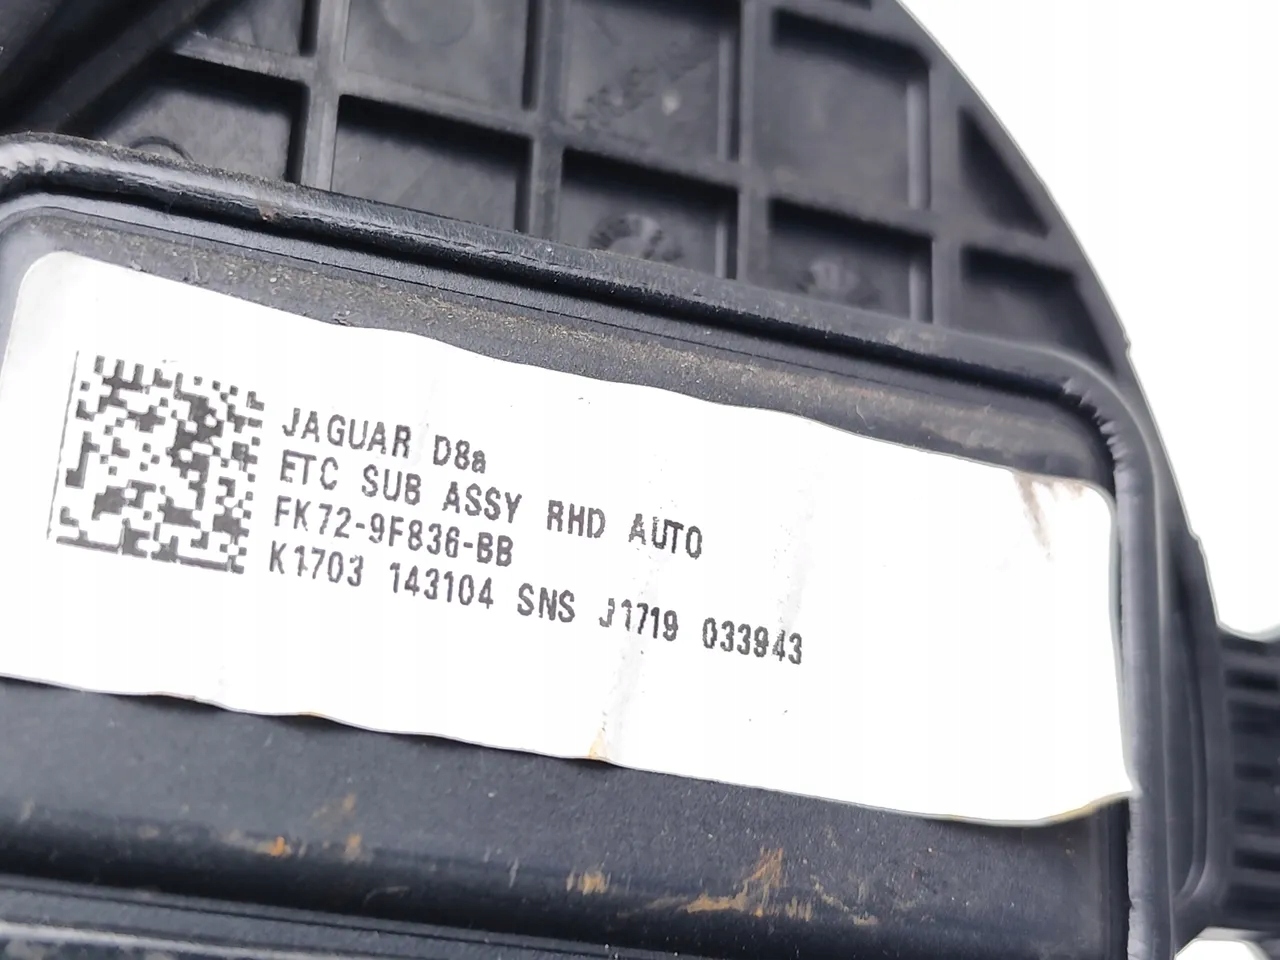 JAGUAR D8a
ETC SUB ASSY RHD AUTO
FK72-9F836-BB
K1703 143104 SNS J1719 033943